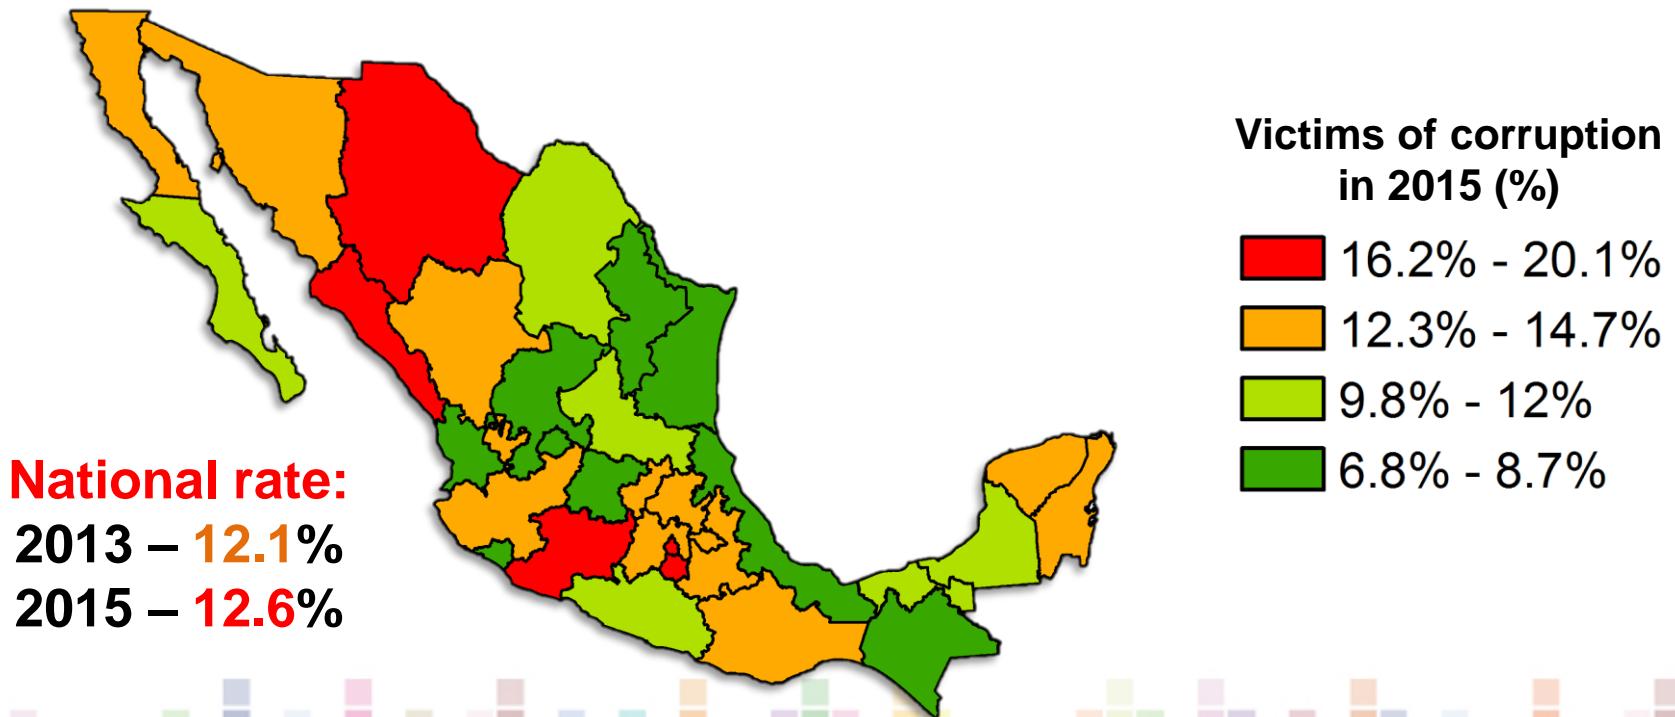 Victims of corruption
in 2015 (%)
16.2% - 20.1%
12.3% - 14.7%
9.8% - 12%
6.8% - 8.7%
National rate:
2013 – 12.1%
2015 – 12.6%